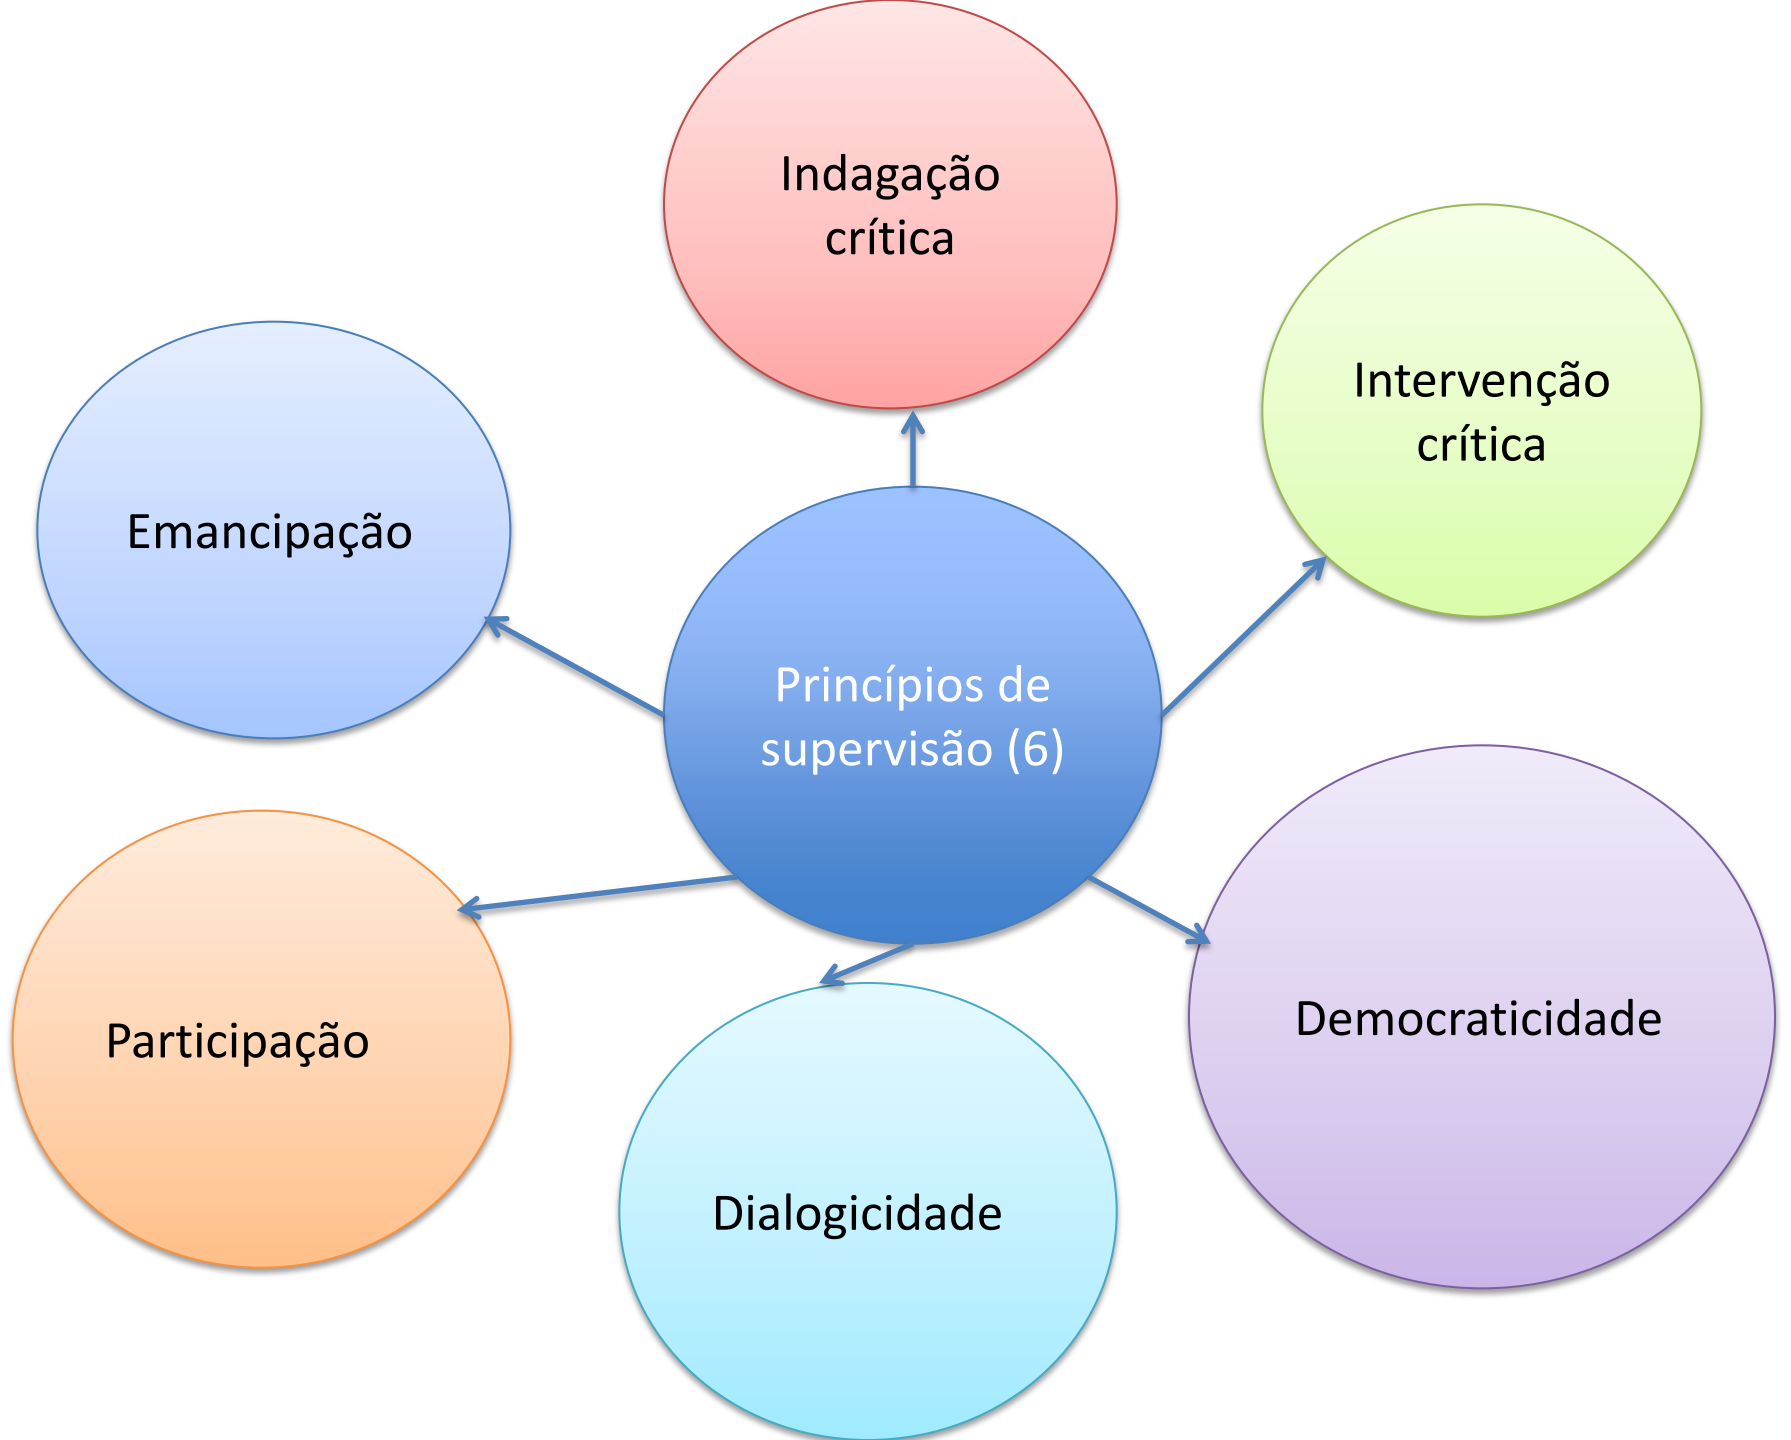 Indagação
crítica
Intervenção
crítica
Emancipação
Princípios de
supervisão (6)
Democraticidade
Participação
Dialogicidade